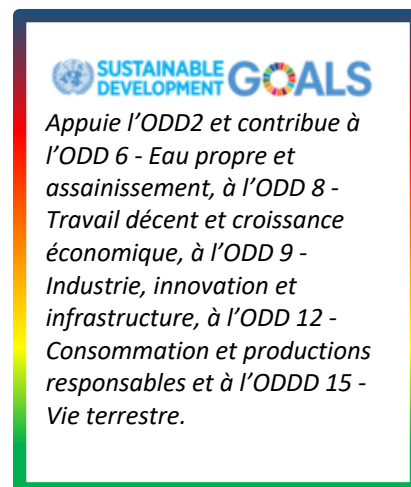 SUSTAINABLE
DEVELOPMENT GOALS
Appuie l’ODD2 et contribue à
l’ODD 6 - Eau propre et
assainissement, à l’ODD 8 -
Travail décent et croissance
économique, à l’ODD 9 -
Industrie, innovation et
infrastructure, à l’ODD 12 -
Consommation et productions
responsables et à l’ODDD 15 -
Vie terrestre.